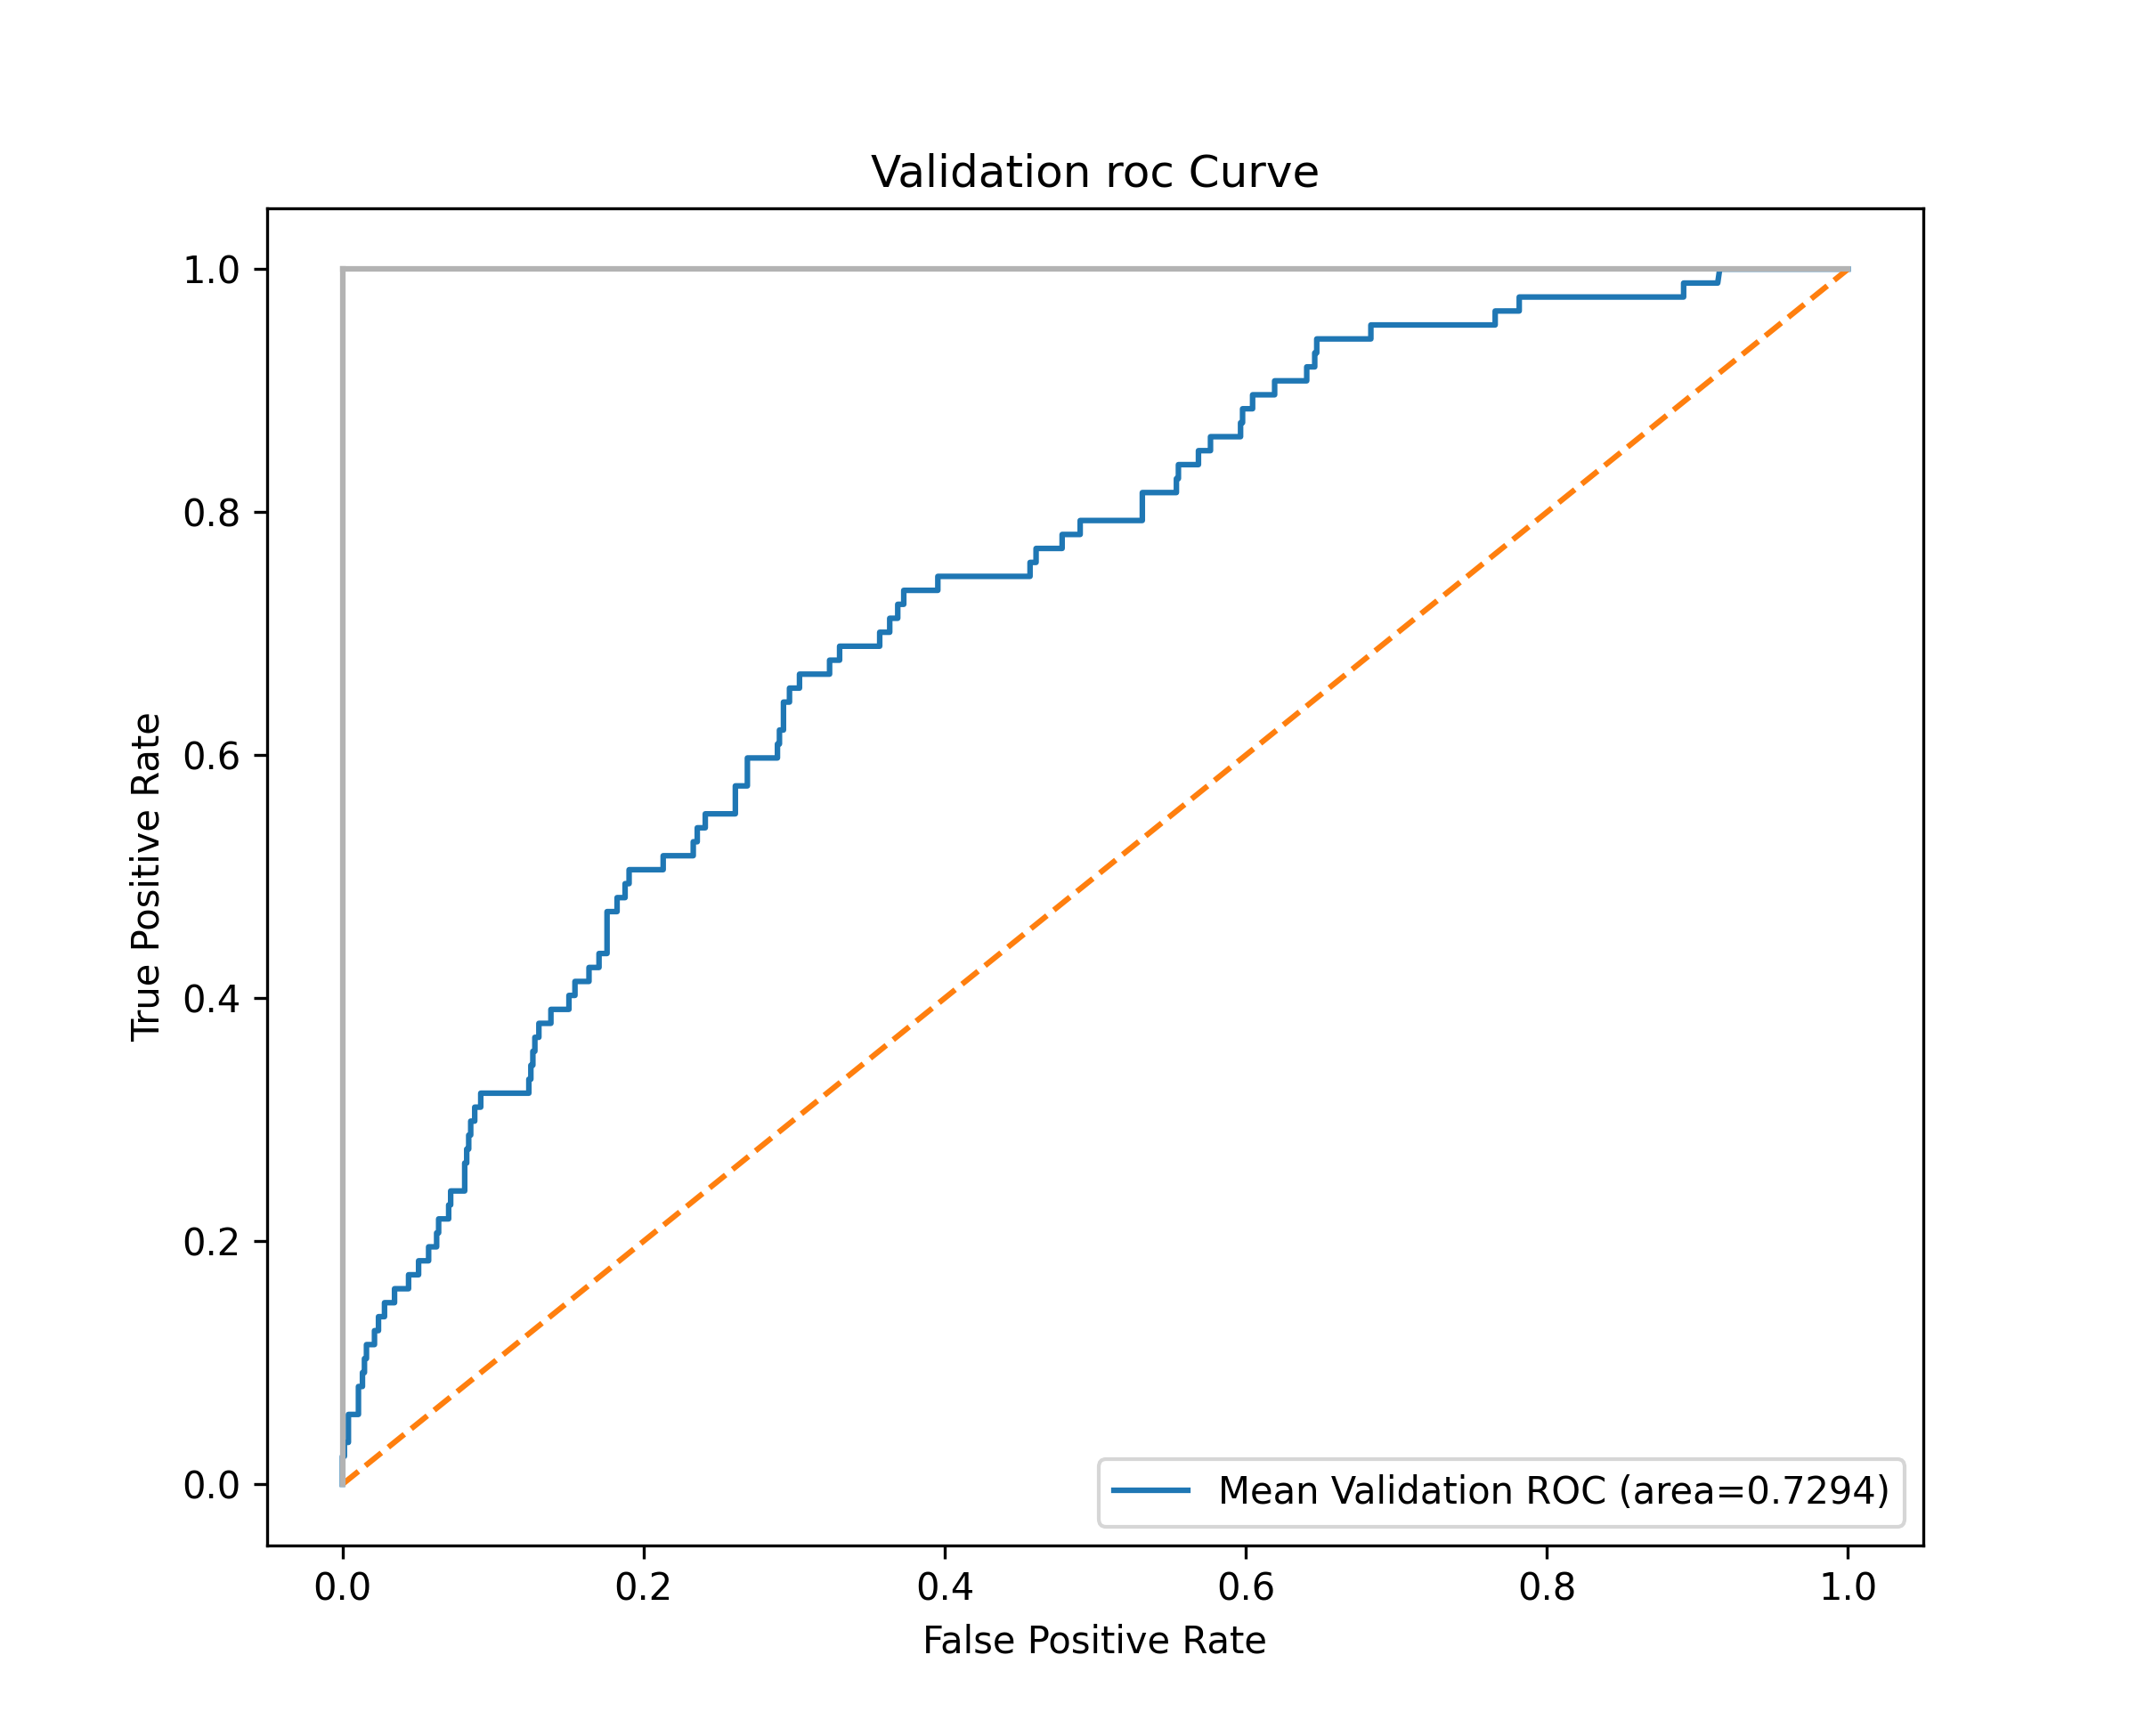 Validation roc Curve
1.0
0.8
0.6
0.4
0.2
0.0
True Positive Rate
Mean Validation ROC (area=0.7294)
0.0 0.2 0.4 0.6 0.8 1.0
False Positive Rate